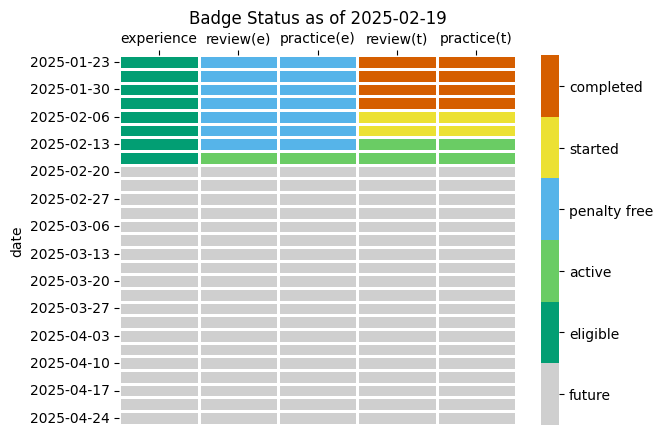 Badge Status as of 2025-02-19
experience review(e) practice(e) review(t) practice(t)
2025-01-23
2025-01-30
2025-02-06
2025-02-13
2025-02-20
2025-02-27
2025-03-06
2025-03-13
2025-03-20
2025-03-27
2025-04-03
2025-04-10
2025-04-17
2025-04-24
date
completed
started
penalty free
active
eligible
future